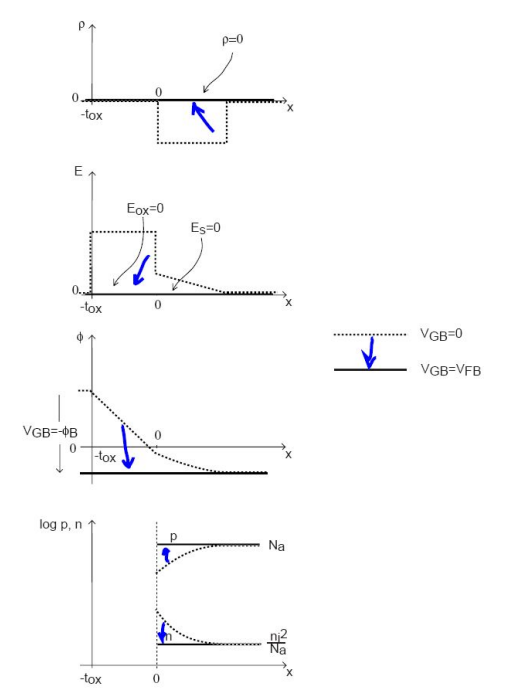 ρ
ρ=0
0
0
-tox
x
E
Eox=0
Es=0
0
-tox
0
x
VGB=0
VGB=VFB
ϕ
VGB=-ϕB
0
0
-tox
x
log p, n
p
Na
n
ni²
Na
-tox
0
x